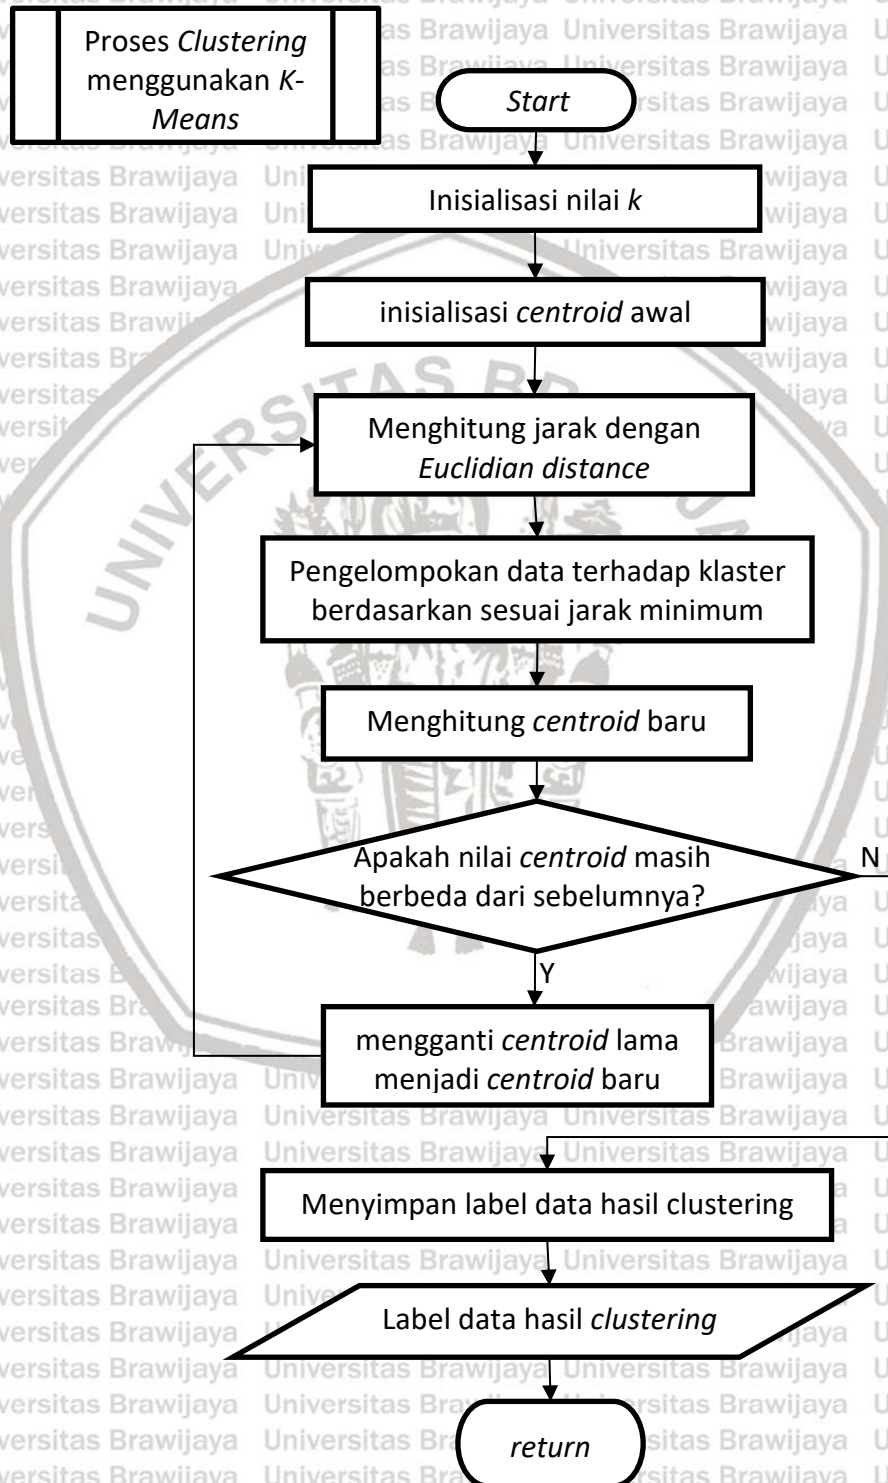 Proses Clustering
menggunakan K-
Means
Start
Inisialisasi nilai k
inisialisasi centroid awal
Menghitung jarak dengan
Euclidian distance
Pengelompokan data terhadap klaster
berdasarkan sesuai jarak minimum
Menghitung centroid baru
Apakah nilai centroid masih
berbeda dari sebelumnya?
N
Y
mengganti centroid lama
menjadi centroid baru
Menyimpan label data hasil clustering
Label data hasil clustering
return